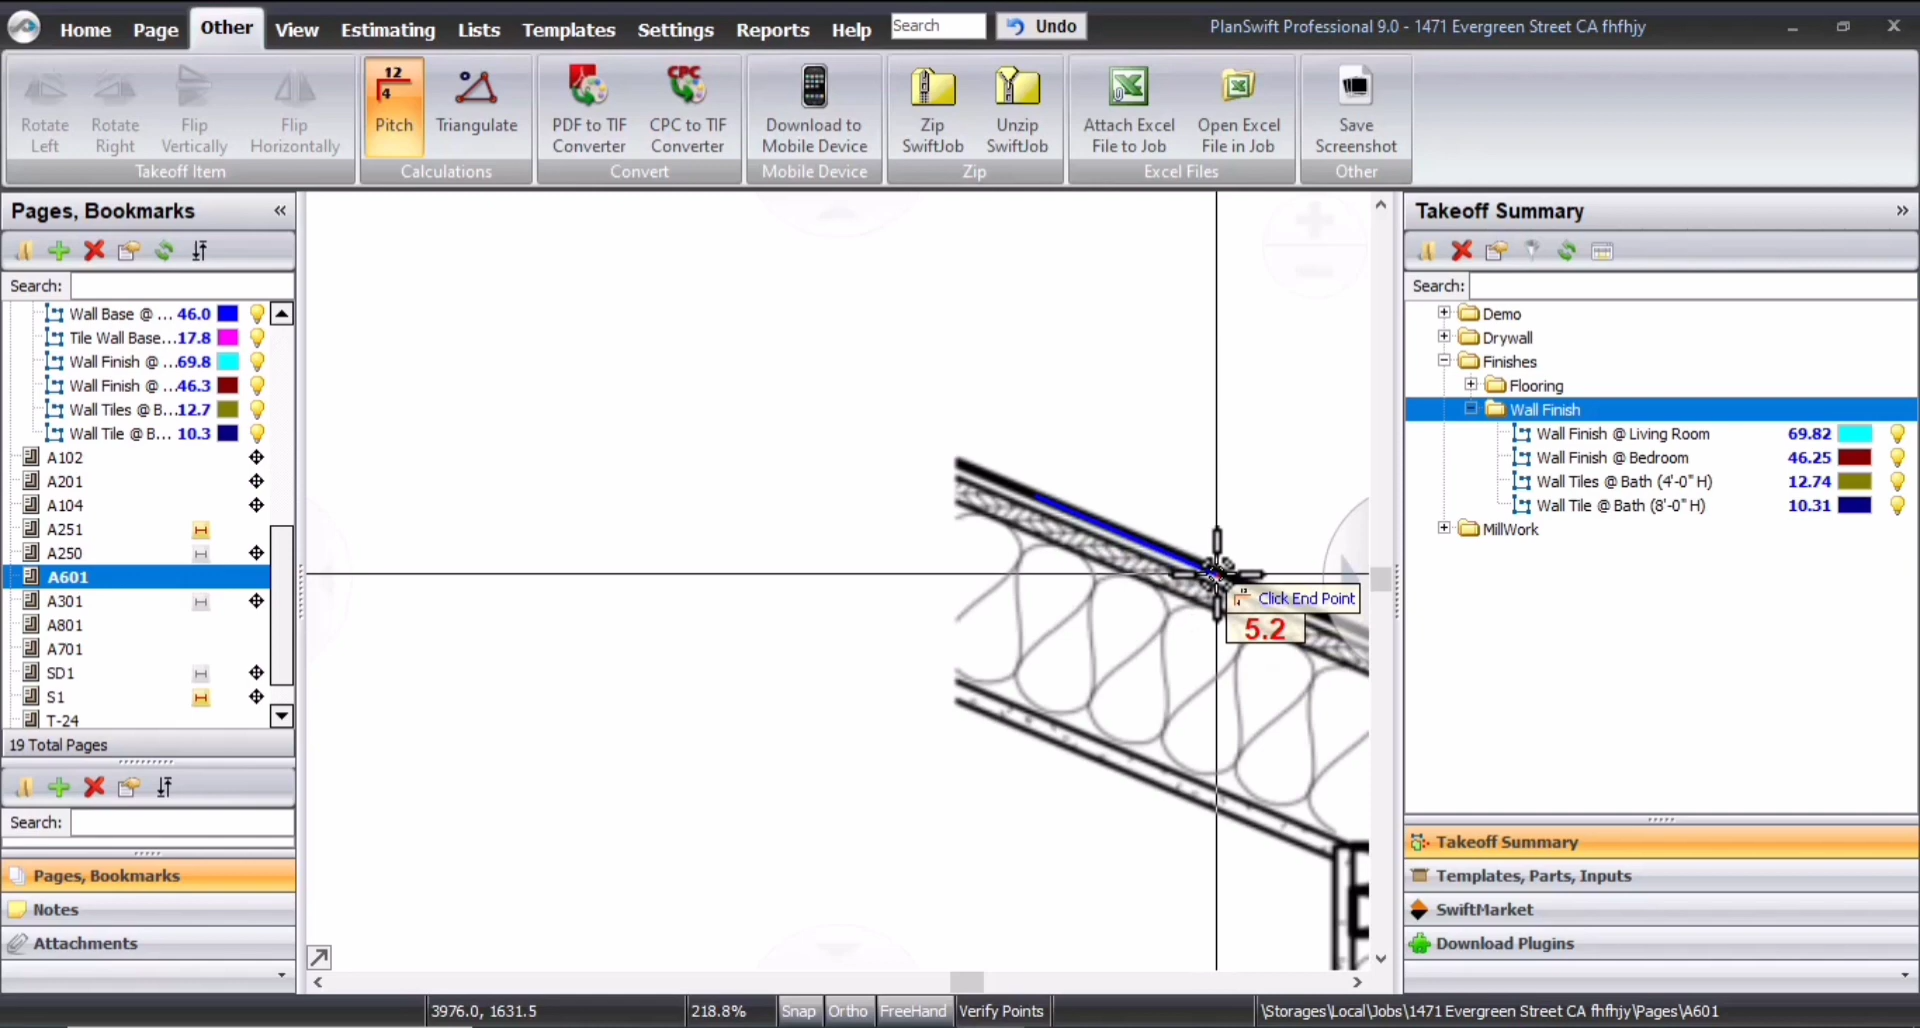 Home Page Other View Estimating Lists Templates Settings Reports Help Search Undo PlanSwift Professional 9.0 - 1471 Evergreen Street CA fhfhjy
12
4
CPC
Rotate Left
Rotate Right
Flip Vertically
Flip Horizontally
Pitch
Triangulate
PDF to TIF Converter
CPC to TIF Converter
Download to Mobile Device
Zip SwiftJob
Unzip SwiftJob
Attach Excel File to Job
Open Excel File in Job
Save Screenshot
Takeoff Item
Calculations
Convert
Mobile Device
Zip
Excel Files
Other
Pages, Bookmarks
Search:
Wall Base @ ... 46.0
Tile Wall Base...17.8
Wall Finish @ ...69.8
Wall Finish @ ...46.3
Wall Tiles @ B...12.7
Wall Tile @ B... 10.3
A102
A201
A104
A251
A250
A601
A301
A801
A701
SD1
S1
T-24
19 Total Pages
Search:
Pages, Bookmarks
Notes
Attachments
Click End Point
5.2
Takeoff Summary
Search:
Demo
Drywall
Finishes
Flooring
Wall Finish
Wall Finish @ Living Room 69.82
Wall Finish @ Bedroom 46.25
Wall Tiles @ Bath (4'-0" H) 12.74
Wall Tile @ Bath (8'-0" H) 10.31
MillWork
Takeoff Summary
Templates, Parts, Inputs
SwiftMarket
Download Plugins
3976.0, 1631.5 218.8% Snap Ortho FreeHand Verify Points \Storages\Local\Jobs\1471 Evergreen Street CA fhfhjy\Pages\A601